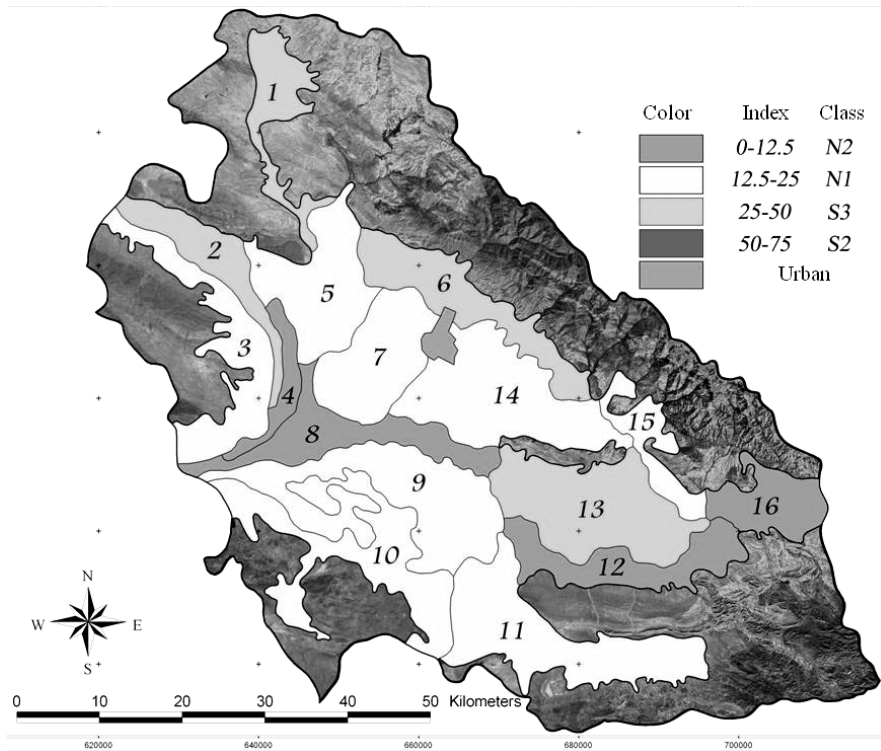 Color Index Class
0-12.5 N2
12.5-25 N1
25-50 S3
50-75 S2
Urban
1
2
6
5
3
7
4
14
15
8
9
13
16
10
12
11
N
W E
S
0 10 20 30 40 50 Kilometers
620000 640000 660000 680000 700000